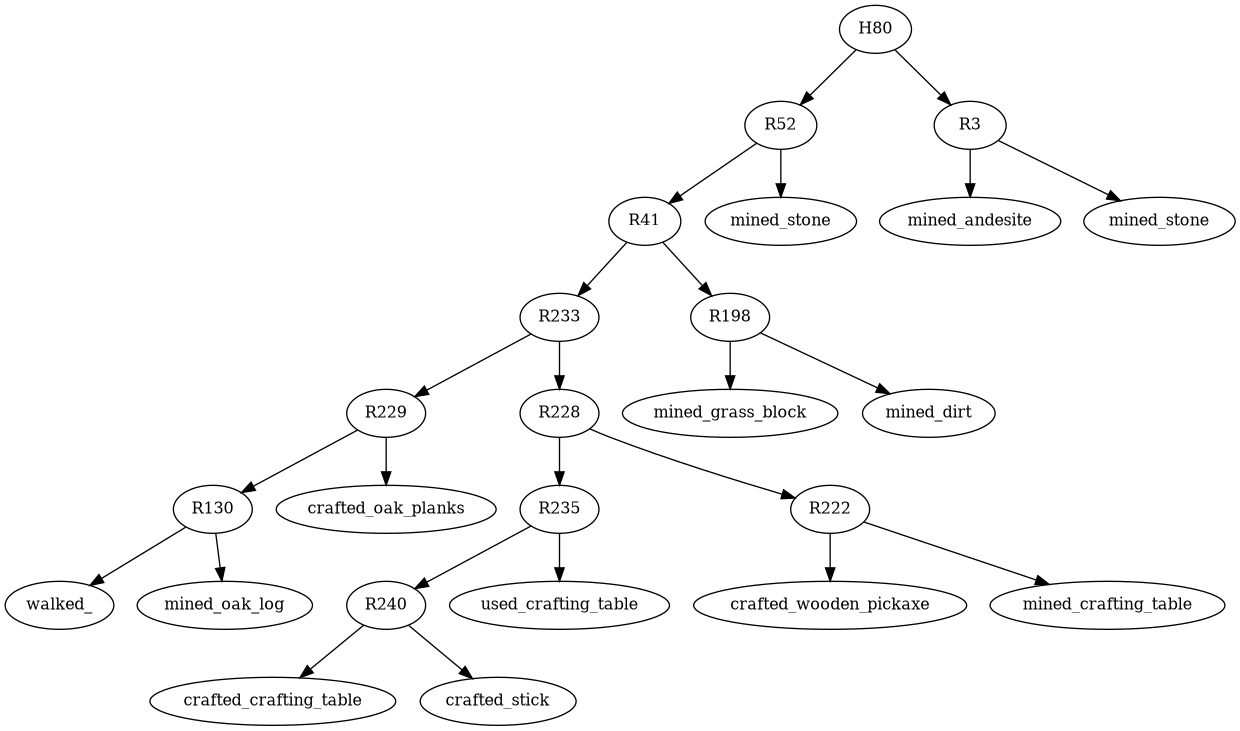 H80
R52
R3
R41
mined_stone
mined_andesite
mined_stone
R233
R198
R229
R228
mined_grass_block
mined_dirt
R130
crafted_oak_planks
R235
R222
walked_
mined_oak_log
R240
used_crafting_table
crafted_wooden_pickaxe
mined_crafting_table
crafted_crafting_table
crafted_stick